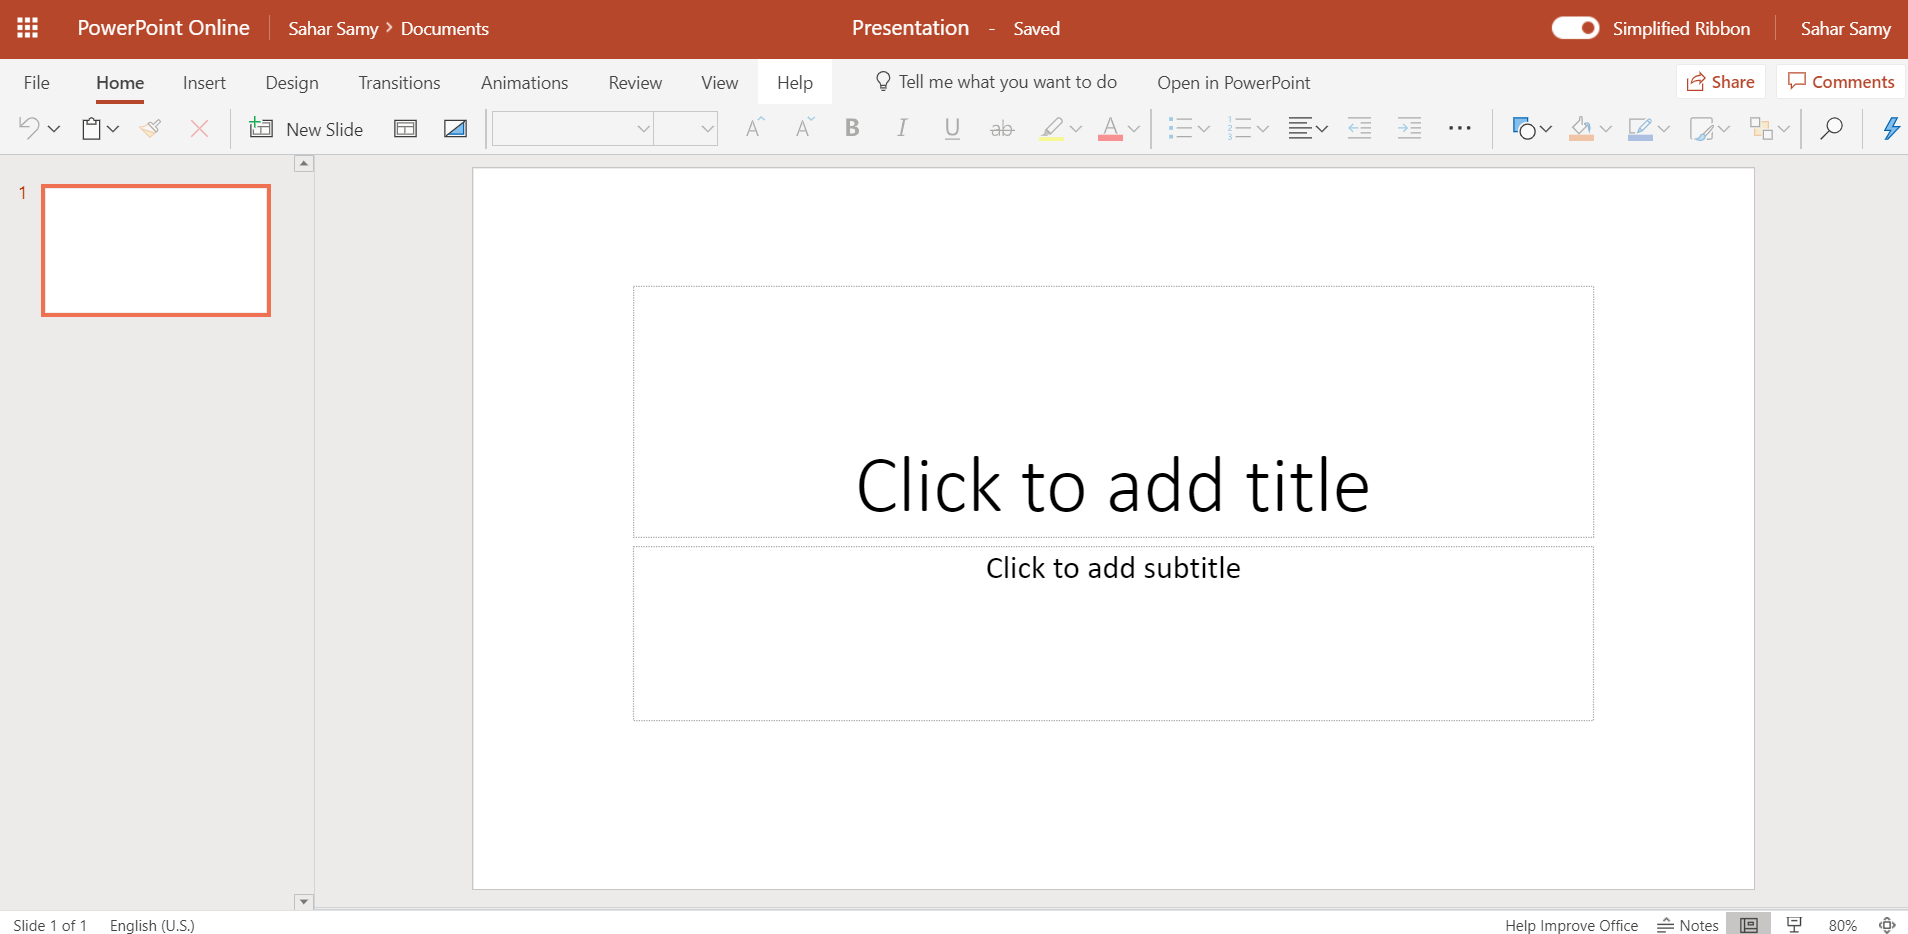 PowerPoint Online Sahar Samy > Documents Presentation - Saved Simplified Ribbon Sahar Samy
File Home Insert Design Transitions Animations Review View Help Tell me what you want to do Open in PowerPoint Share Comments
New Slide A A B I U ab A
1
Click to add title
Click to add subtitle
Slide 1 of 1 English (U.S.) Help Improve Office Notes 80%